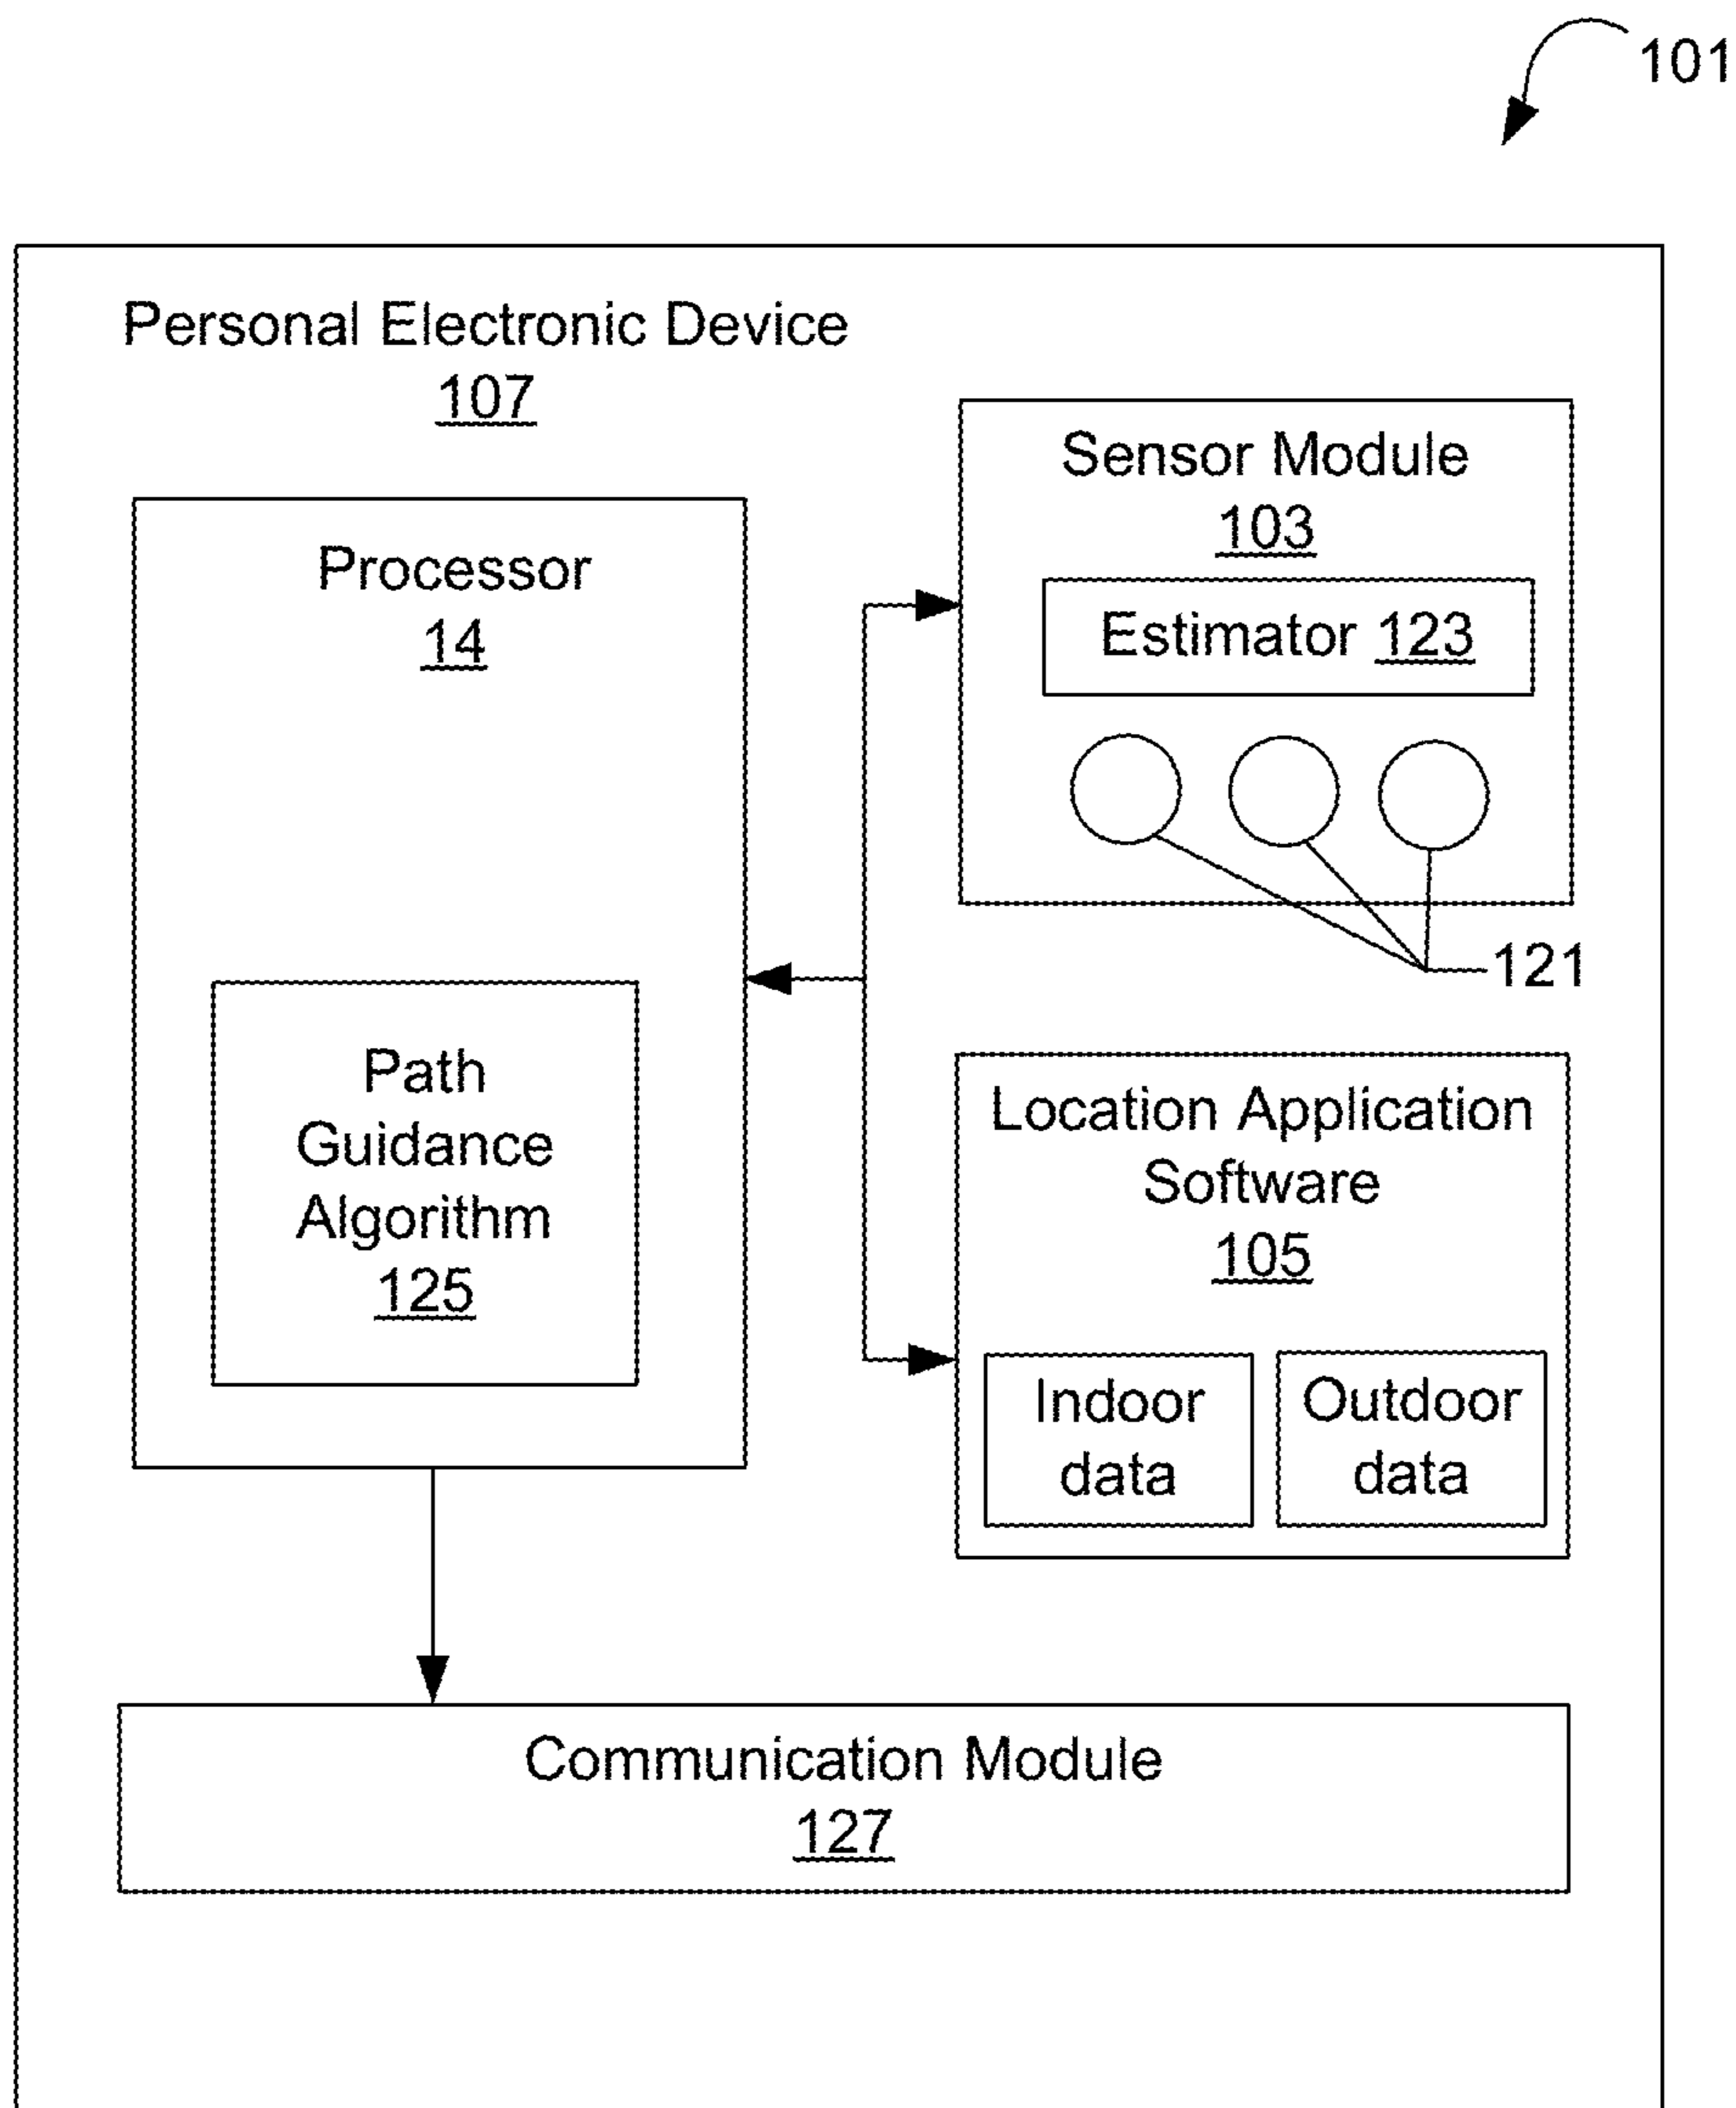 101
Personal Electronic Device
107
Processor
14
Path
Guidance
Algorithm
125
Sensor Module
103
Estimator 123
121
Location Application
Software
105
Indoor
data
Outdoor
data
Communication Module
127